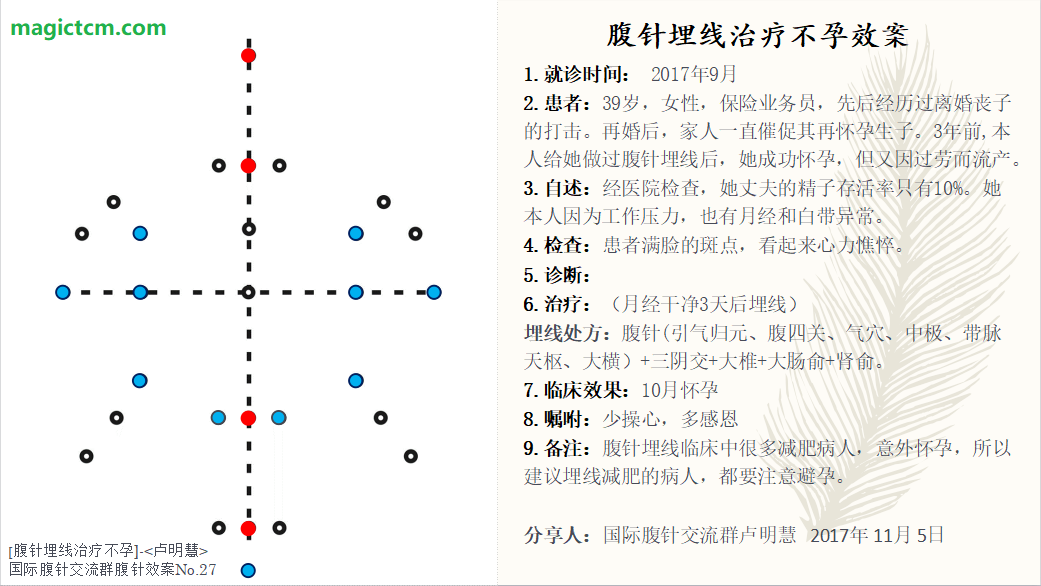 magictcm.com
[腹针埋线治疗不孕]-<卢明慧>
国际腹针交流群腹针效案No.27
腹针埋线治疗不孕效案
1. 就诊时间： 2017年9月
2. 患者：39岁，女性，保险业务员，先后经历过离婚丧子
的打击。再婚后，家人一直催促其再怀孕生子。3年前,本
人给她做过腹针埋线后，她成功怀孕，但又因过劳而流产。
3. 自述：经医院检查，她丈夫的精子存活率只有10%。她
本人因为工作压力，也有月经和白带异常。
4. 检查：患者满脸的斑点，看起来心力憔悴。
5. 诊断：
6. 治疗：（月经干净3天后埋线）
埋线处方：腹针(引气归元、腹四关、气穴、中极、带脉
天枢、大横）+三阴交+大椎+大肠俞+肾俞。
7. 临床效果：10月怀孕
8. 嘱咐：少操心，多感恩
9. 备注：腹针埋线临床中很多减肥病人，意外怀孕，所以
建议埋线减肥的病人，都要注意避孕。
分享人：国际腹针交流群卢明慧 2017年 11月 5日